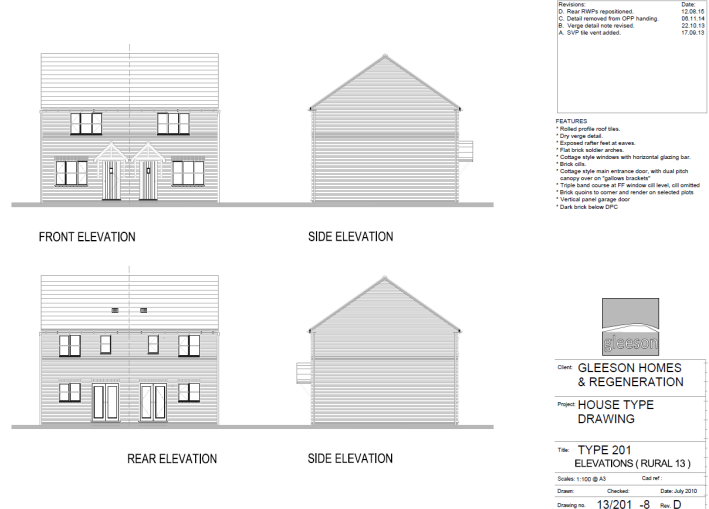 Revisions: Date:
D. Rear RWPs repositioned. 12.08.15
C. Detail removed from OPP handing. 06.11.14
B. Verge detail note revised. 22.10.13
A. SVP tile vent added. 17.09.13
FEATURES
* Rolled profile roof tiles.
* Dry verge detail.
* Exposed rafter feet at eaves.
* Flat brick soldier arches.
* Cottage style windows with horizontal glazing bar.
* Brick cills.
* Cottage style main entrance door, with dual pitch
canopy over on "gallows brackets"
* Triple band course at FF window cill level, cill omitted
* Brick quoins to corner and render on selected plots
* Vertical panel garage door
* Dark brick below DPC
FRONT ELEVATION
SIDE ELEVATION
REAR ELEVATION
SIDE ELEVATION
gleeson
Client: GLEESON HOMES
& REGENERATION
Project: HOUSE TYPE
DRAWING
Title: TYPE 201
ELEVATIONS ( RURAL 13 )
Scales: 1:100 @ A3 Cad ref :
Drawn: Checked: Date: July 2010
Drawing no. 13/201 -8 Rev. D